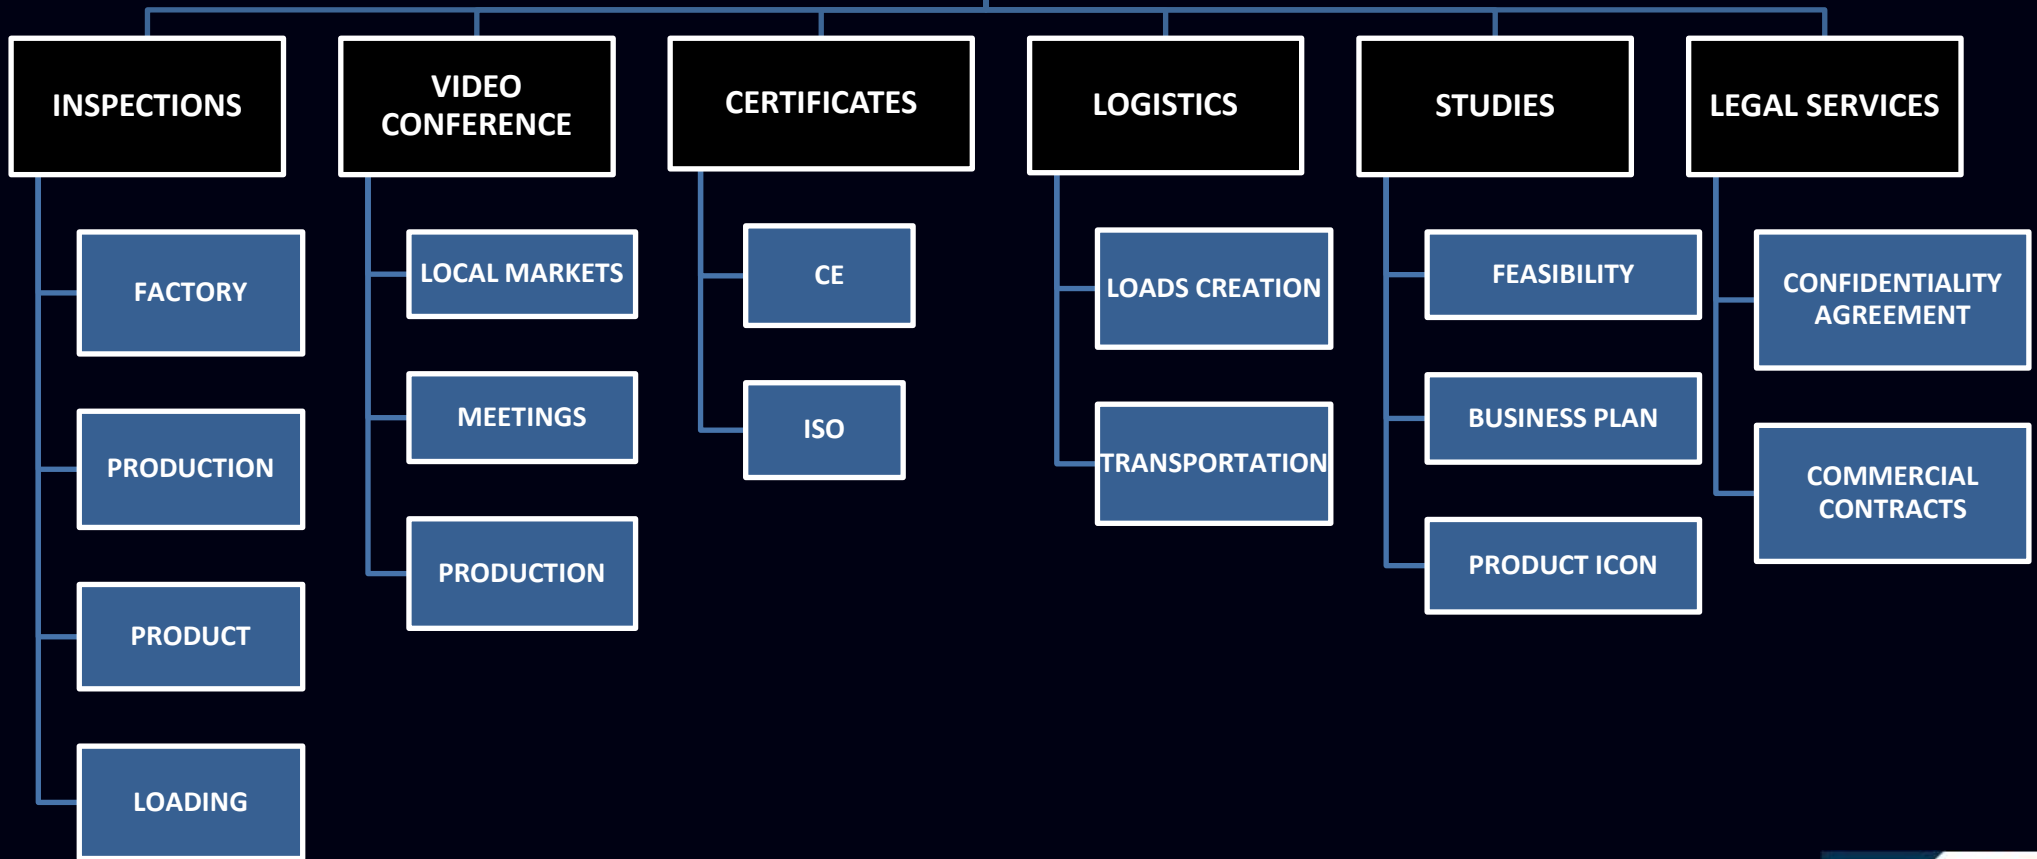 INSPECTIONS
FACTORY
PRODUCTION
PRODUCT
LOADING
VIDEO
CONFERENCE
LOCAL MARKETS
MEETINGS
PRODUCTION
CERTIFICATES
CE
ISO
LOGISTICS
LOADS CREATION
TRANSPORTATION
STUDIES
FEASIBILITY
BUSINESS PLAN
PRODUCT ICON
LEGAL SERVICES
CONFIDENTIALITY
AGREEMENT
COMMERCIAL
CONTRACTS